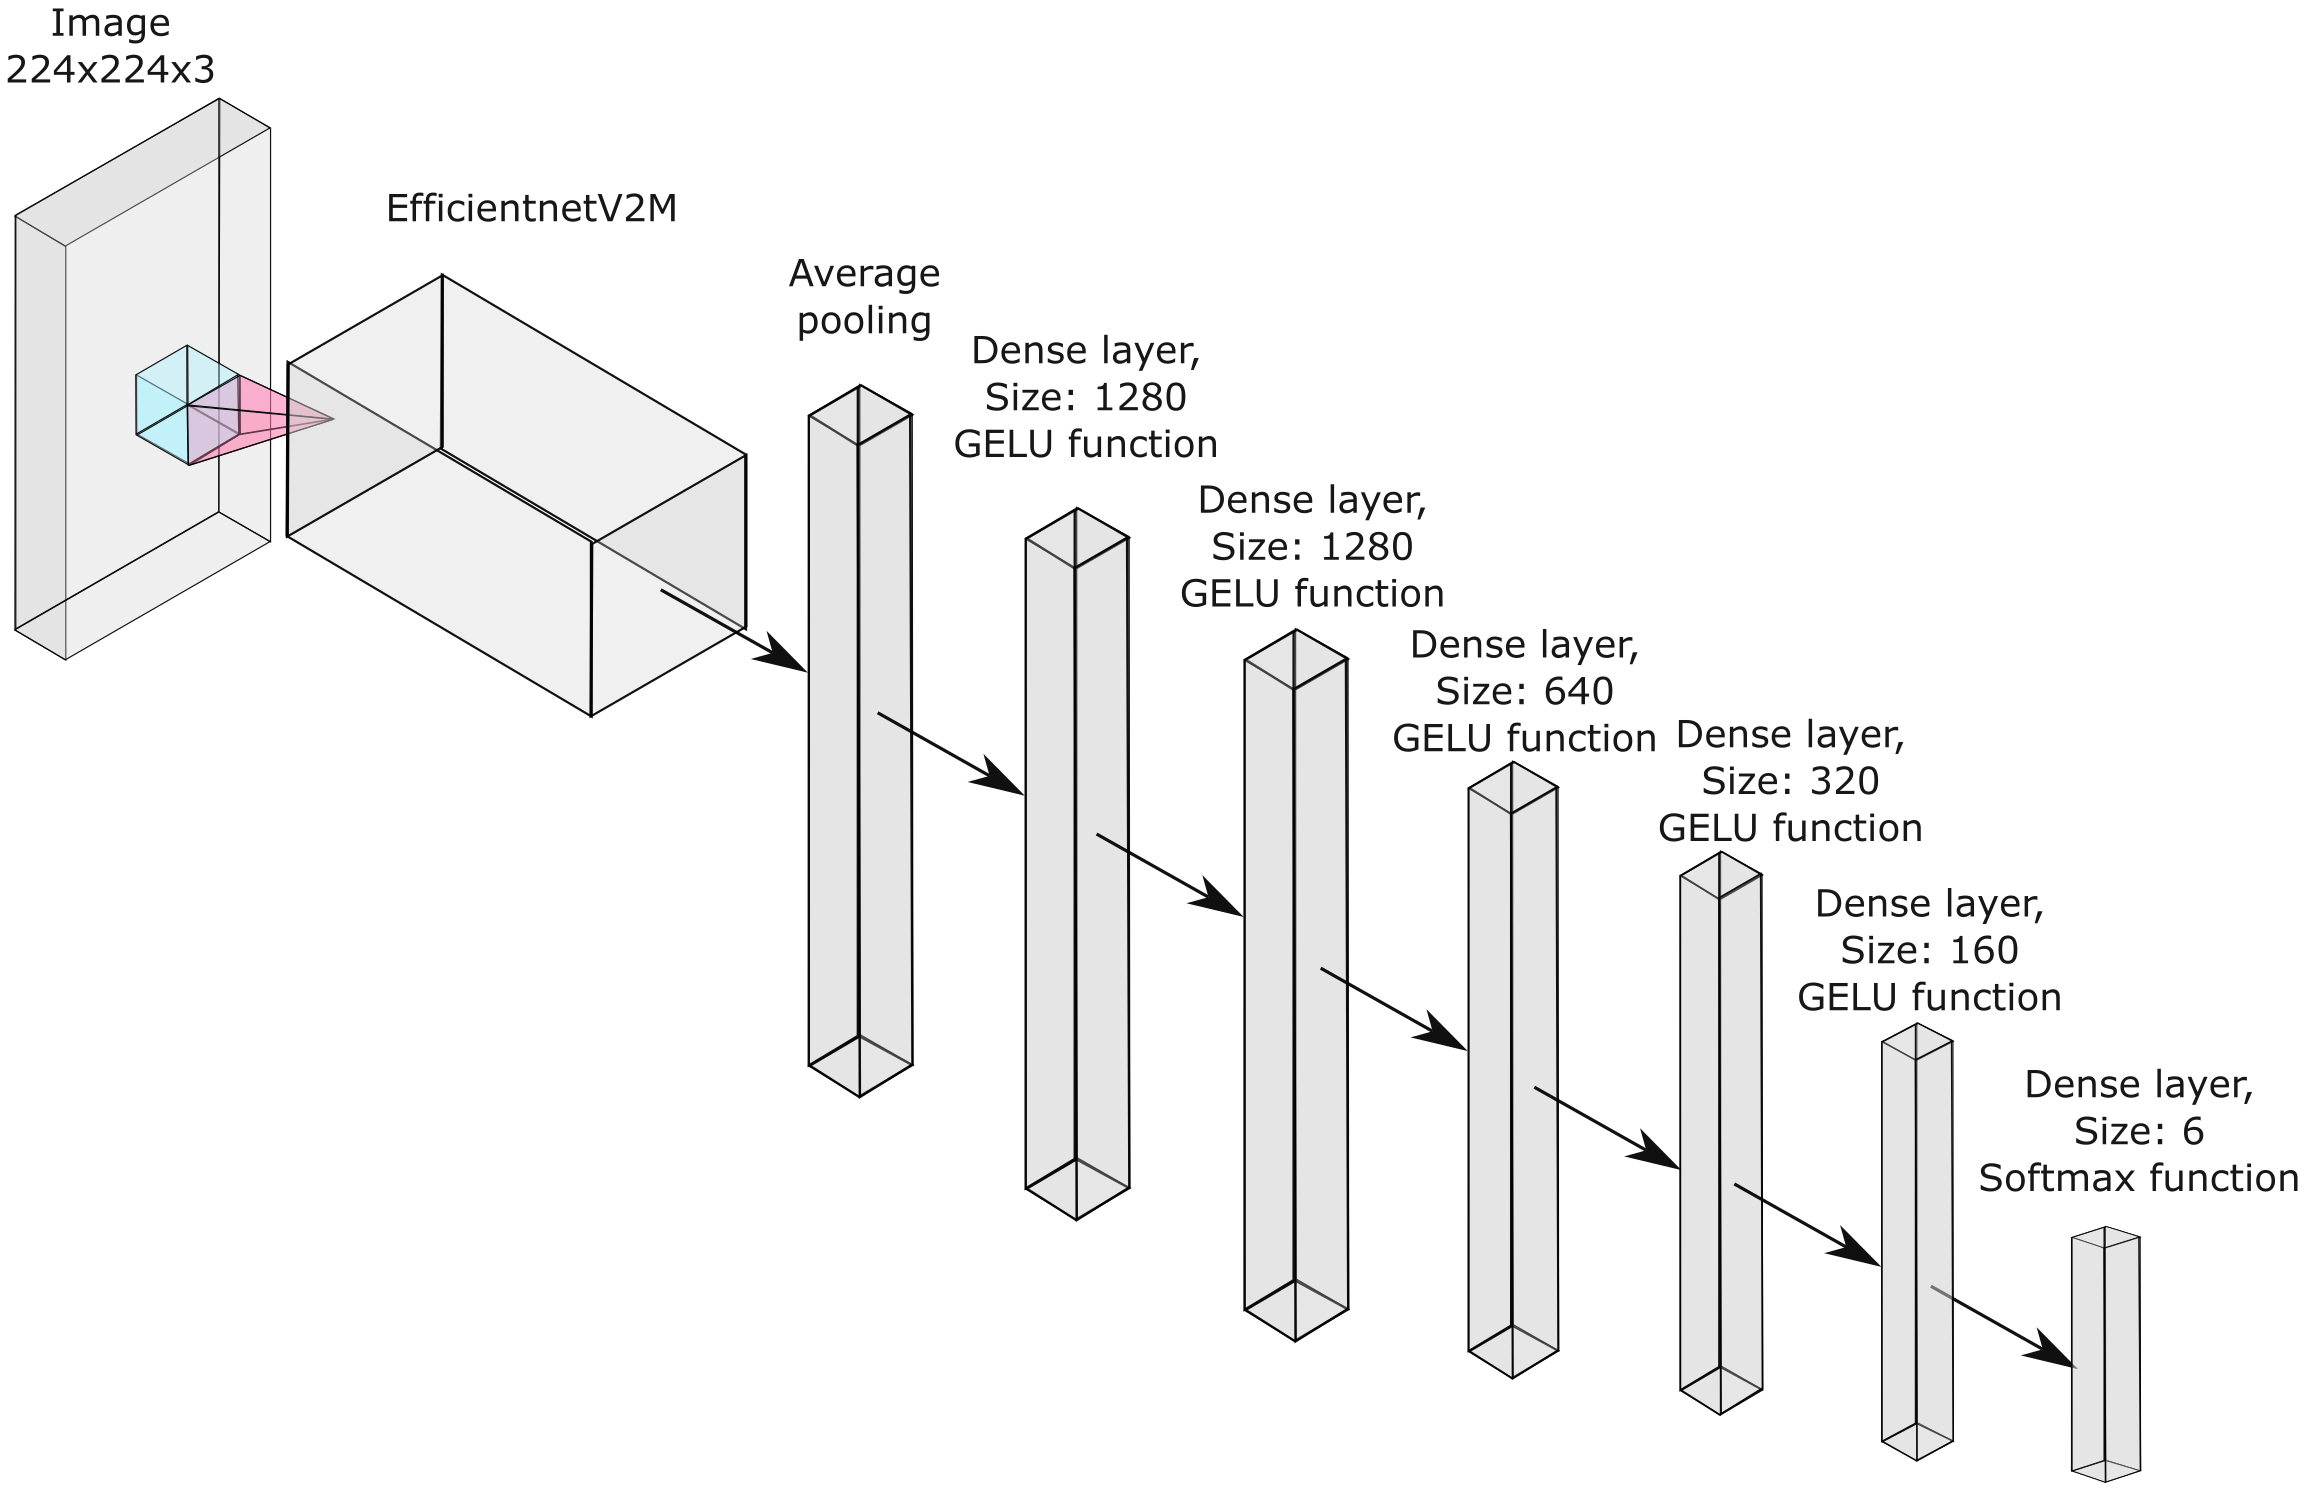 Image
224x224x3
EfficientnetV2M
Average
pooling
Dense layer,
Size: 1280
GELU function
Dense layer,
Size: 1280
GELU function
Dense layer,
Size: 640
GELU function
Dense layer,
Size: 320
GELU function
Dense layer,
Size: 160
GELU function
Dense layer,
Size: 6
Softmax function